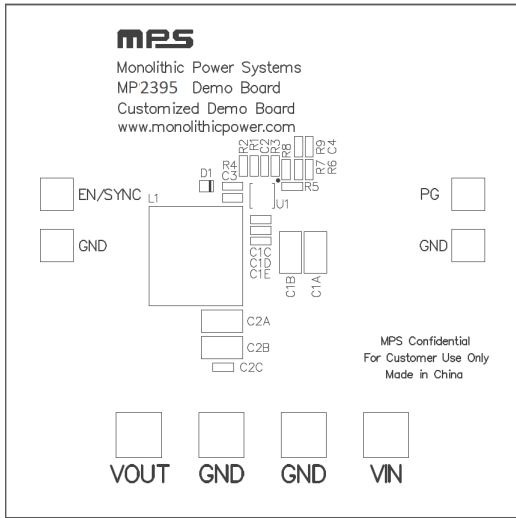 mps
Monolithic Power Systems
MP2395 Demo Board
Customized Demo Board
www.monolithicpower.com
R2
R1
C2
R3
R8
R9
C4
R7
R6
R4
C3
D1
R5
U1
L1
EN/SYNC
PG
GND
GND
C1C
C1D
C1E
C1B
C1A
C2A
C2B
C2C
MPS Confidential
For Customer Use Only
Made in China
VOUT GND GND VIN